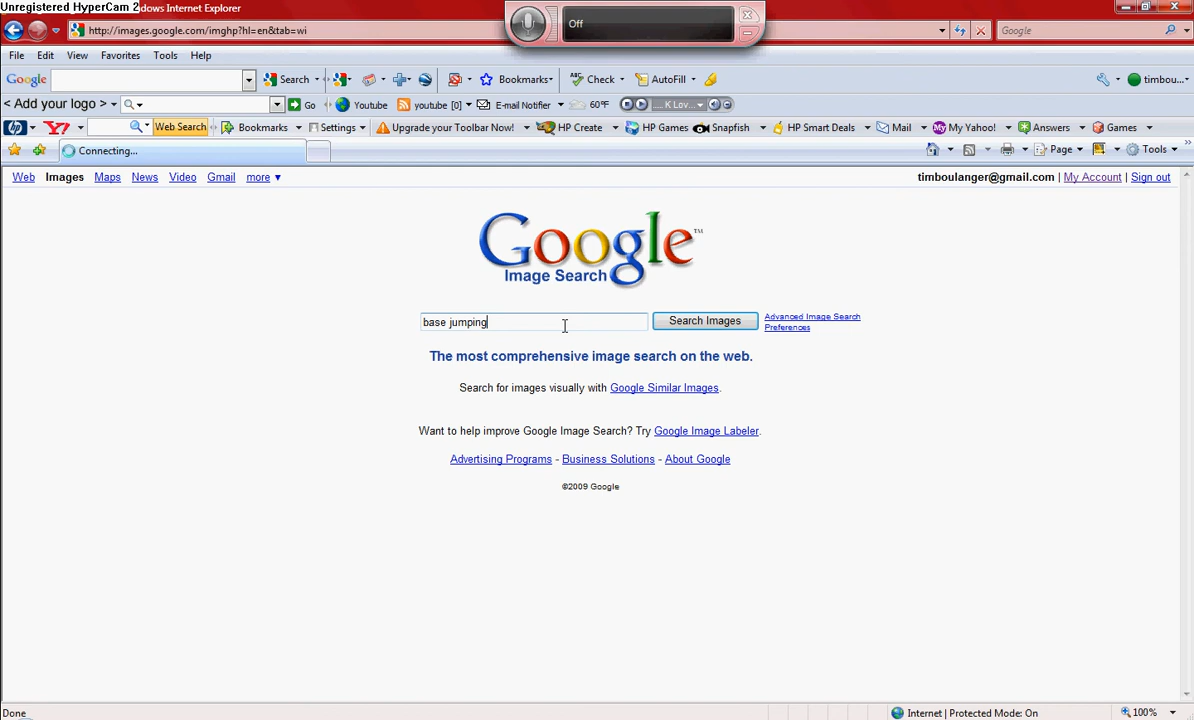 Unregistered HyperCam 2
dows Internet Explorer
Off
http://images.google.com/imghp?hl=en&tab=wi
Google
File Edit View Favorites Tools Help
Google Search Bookmarks Check AutoFill timbou...
< Add your logo > Go Youtube youtube [0] E-mail Notifier 60°F .... K Lov...
hp Y! Web Search Bookmarks Settings Upgrade your Toolbar Now! HP Create HP Games Snapfish HP Smart Deals Mail My Yahoo! Answers Games
Connecting... Page Tools
Web Images Maps News Video Gmail more ▼ timboulanger@gmail.com | My Account | Sign out
Google™
Image Search
base jumping Search Images Advanced Image Search
Preferences
The most comprehensive image search on the web.
Search for images visually with Google Similar Images.
Want to help improve Google Image Search? Try Google Image Labeler.
Advertising Programs - Business Solutions - About Google
©2009 Google
Done Internet | Protected Mode: On 100%